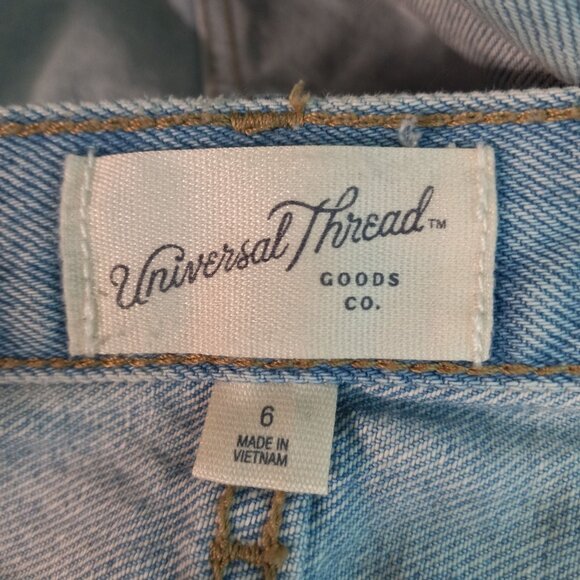 Universal Thread™
GOODS
CO.
6
MADE IN
VIETNAM